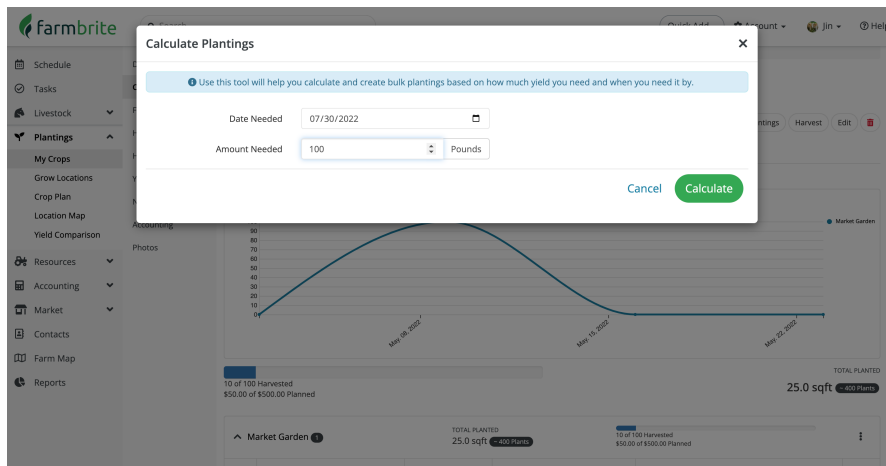 farmbrite
Search
Quick Add
Account
Jin
Help
Calculate Plantings
×
Use this tool will help you calculate and create bulk plantings based on how much yield you need and when you need it by.
Date Needed
07/30/2022
Amount Needed
100
Pounds
Cancel
Calculate
Schedule
Tasks
Livestock
Plantings
My Crops
Grow Locations
Crop Plan
Location Map
Yield Comparison
Resources
Accounting
Market
Contacts
Farm Map
Reports
Accounting
Photos
ntings
Harvest
Edit
Market Garden
90
80
70
60
50
40
30
20
10
0
May. 08, 2022
May. 15, 2022
May. 22, 2022
10 of 100 Harvested
$50.00 of $500.00 Planned
TOTAL PLANTED
25.0 sqft ~ 400 Plants
Market Garden 1
TOTAL PLANTED
25.0 sqft ~ 400 Plants
10 of 100 Harvested
$50.00 of $500.00 Planned